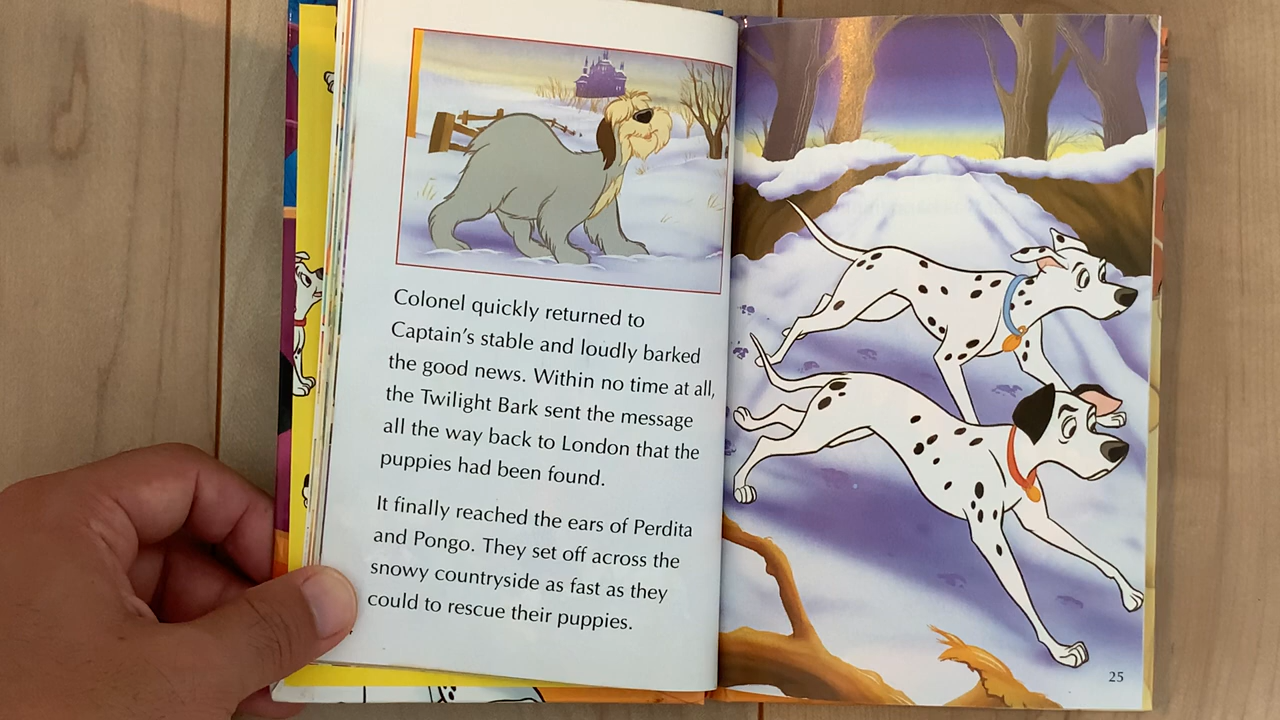 Colonel quickly returned to
Captain's stable and loudly barked
the good news. Within no time at all,
the Twilight Bark sent the message
all the way back to London that the
puppies had been found.
It finally reached the ears of Perdita
and Pongo. They set off across the
snowy countryside as fast as they
could to rescue their puppies.
25